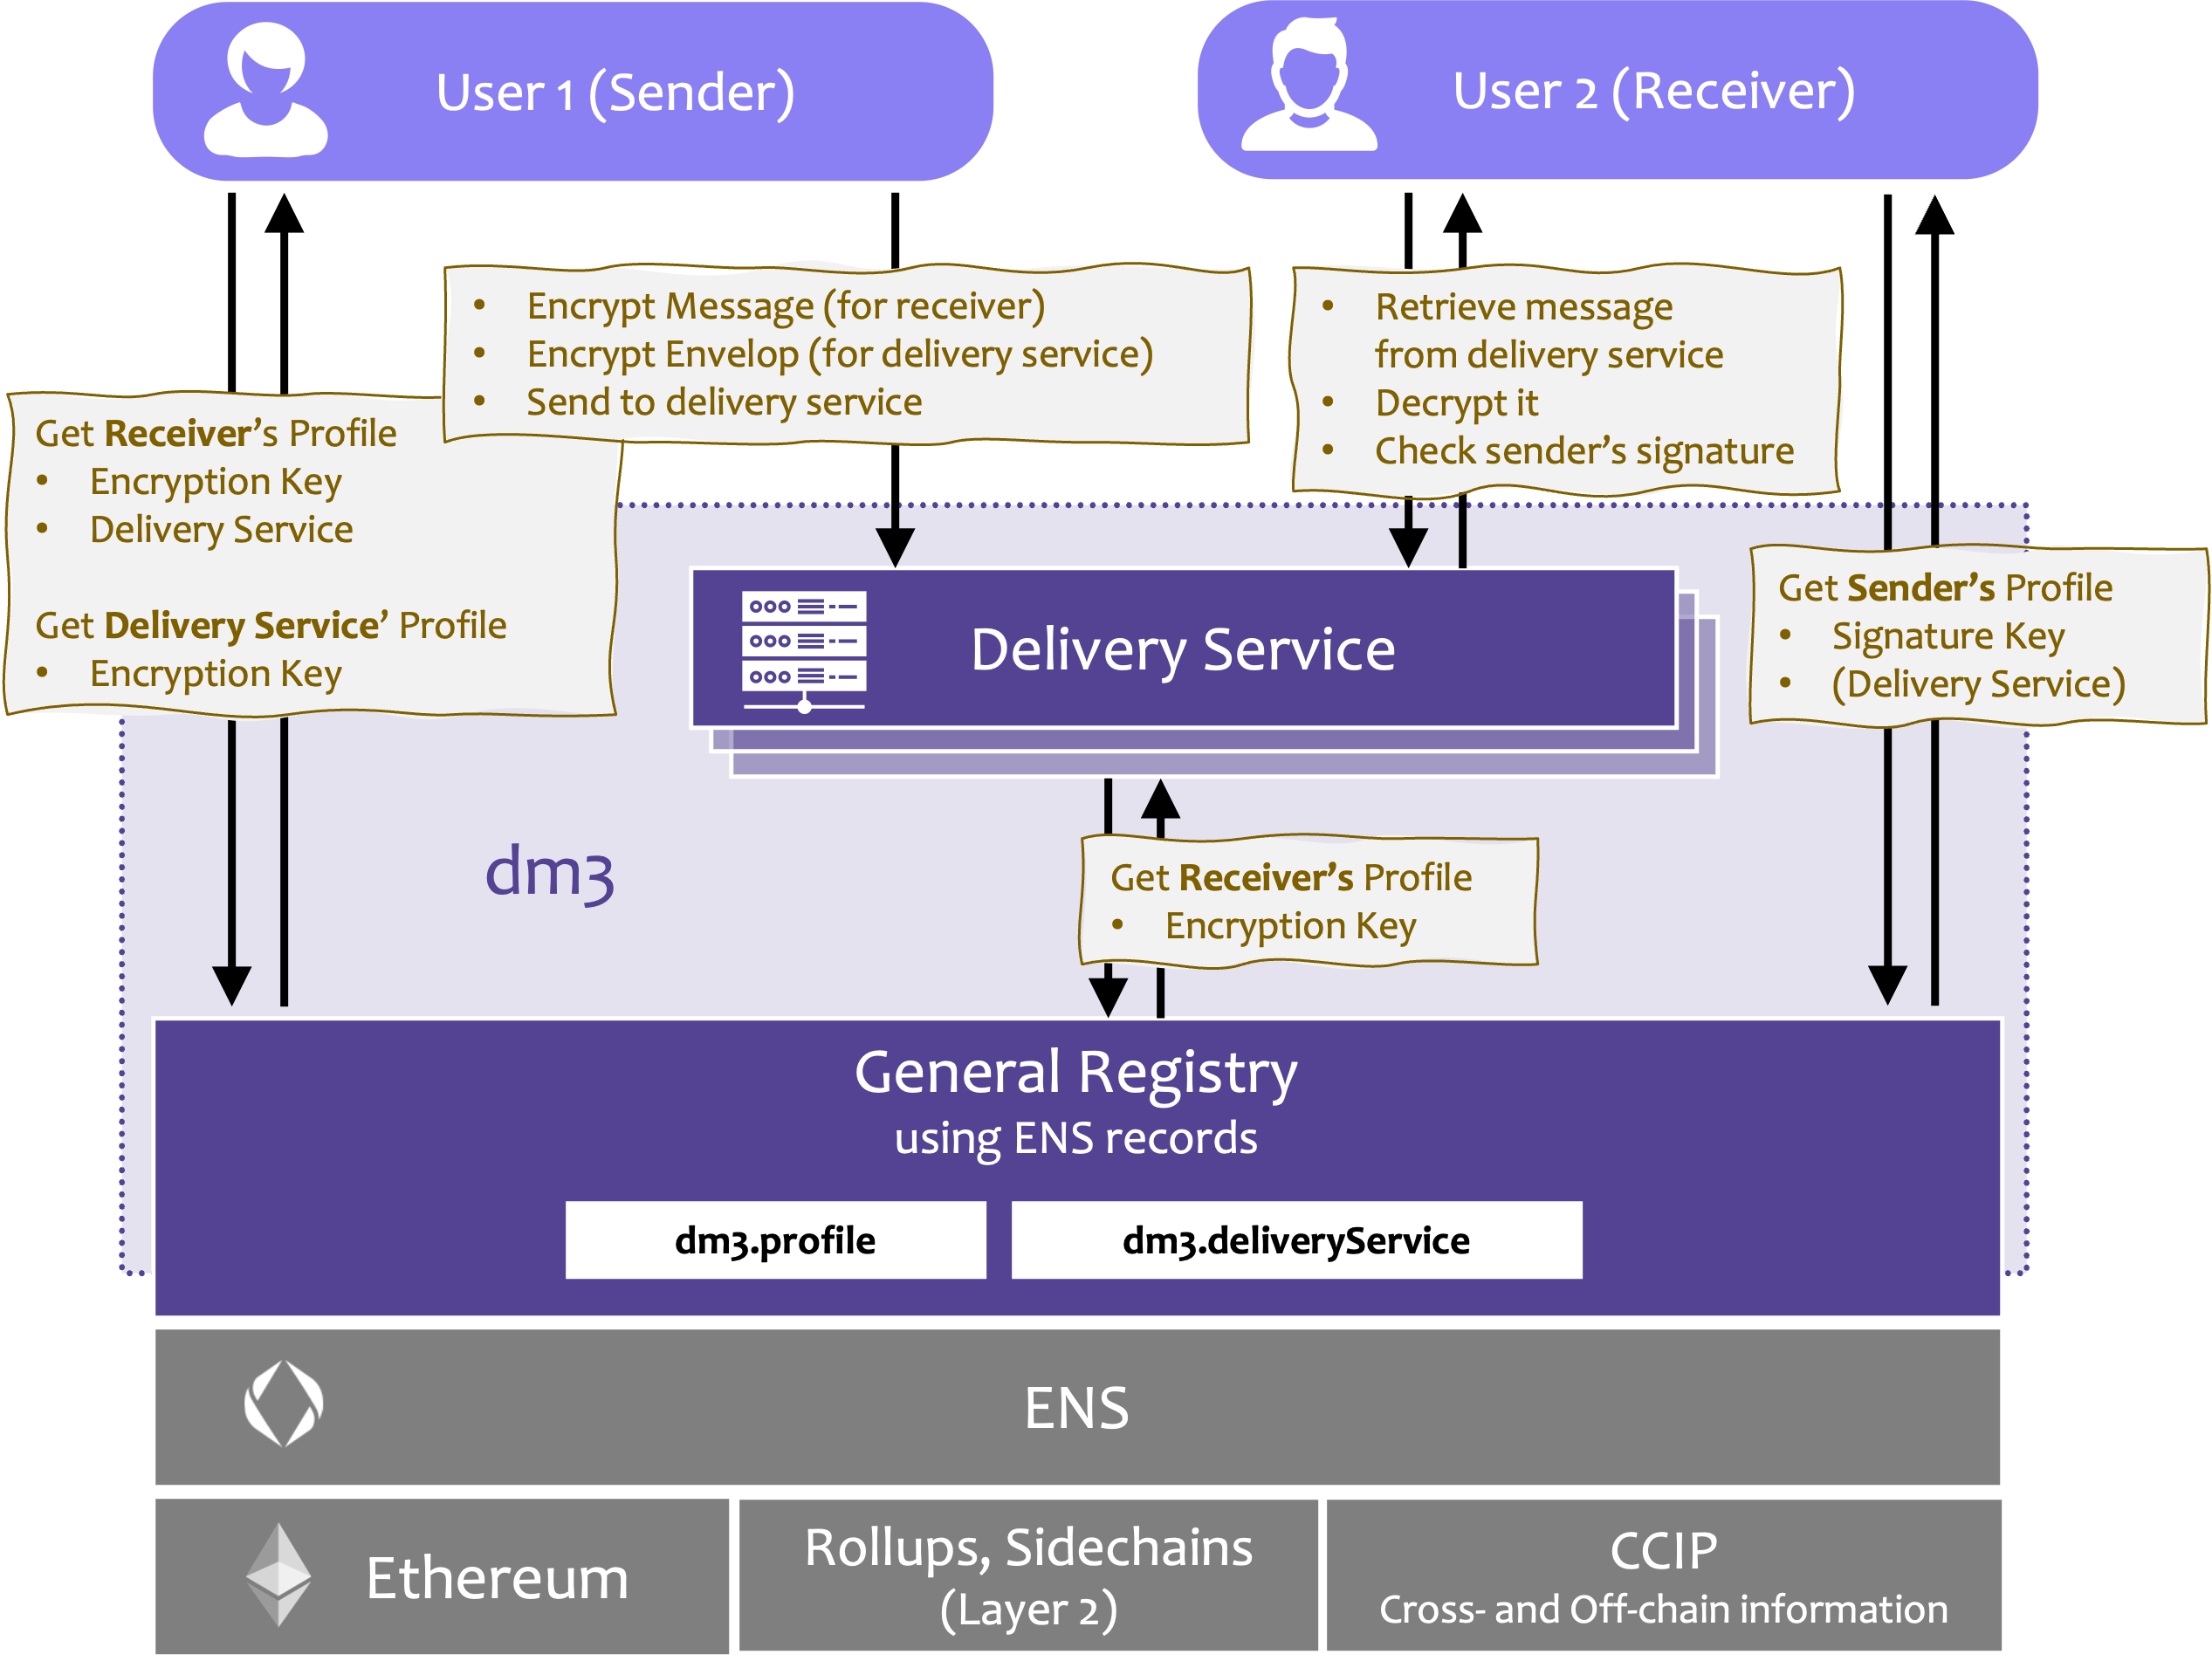 User 1 (Sender)
User 2 (Receiver)
• Encrypt Message (for receiver)
• Encrypt Envelop (for delivery service)
• Send to delivery service
• Retrieve message
from delivery service
• Decrypt it
• Check sender's signature
Get Receiver's Profile
• Encryption Key
• Delivery Service
Get Delivery Service' Profile
• Encryption Key
Delivery Service
Get Sender's Profile
• Signature Key
• (Delivery Service)
dm3
Get Receiver's Profile
• Encryption Key
General Registry
using ENS records
dm3.profile
dm3.deliveryService
ENS
Ethereum
Rollups, Sidechains
(Layer 2)
CCIP
Cross- and Off-chain information